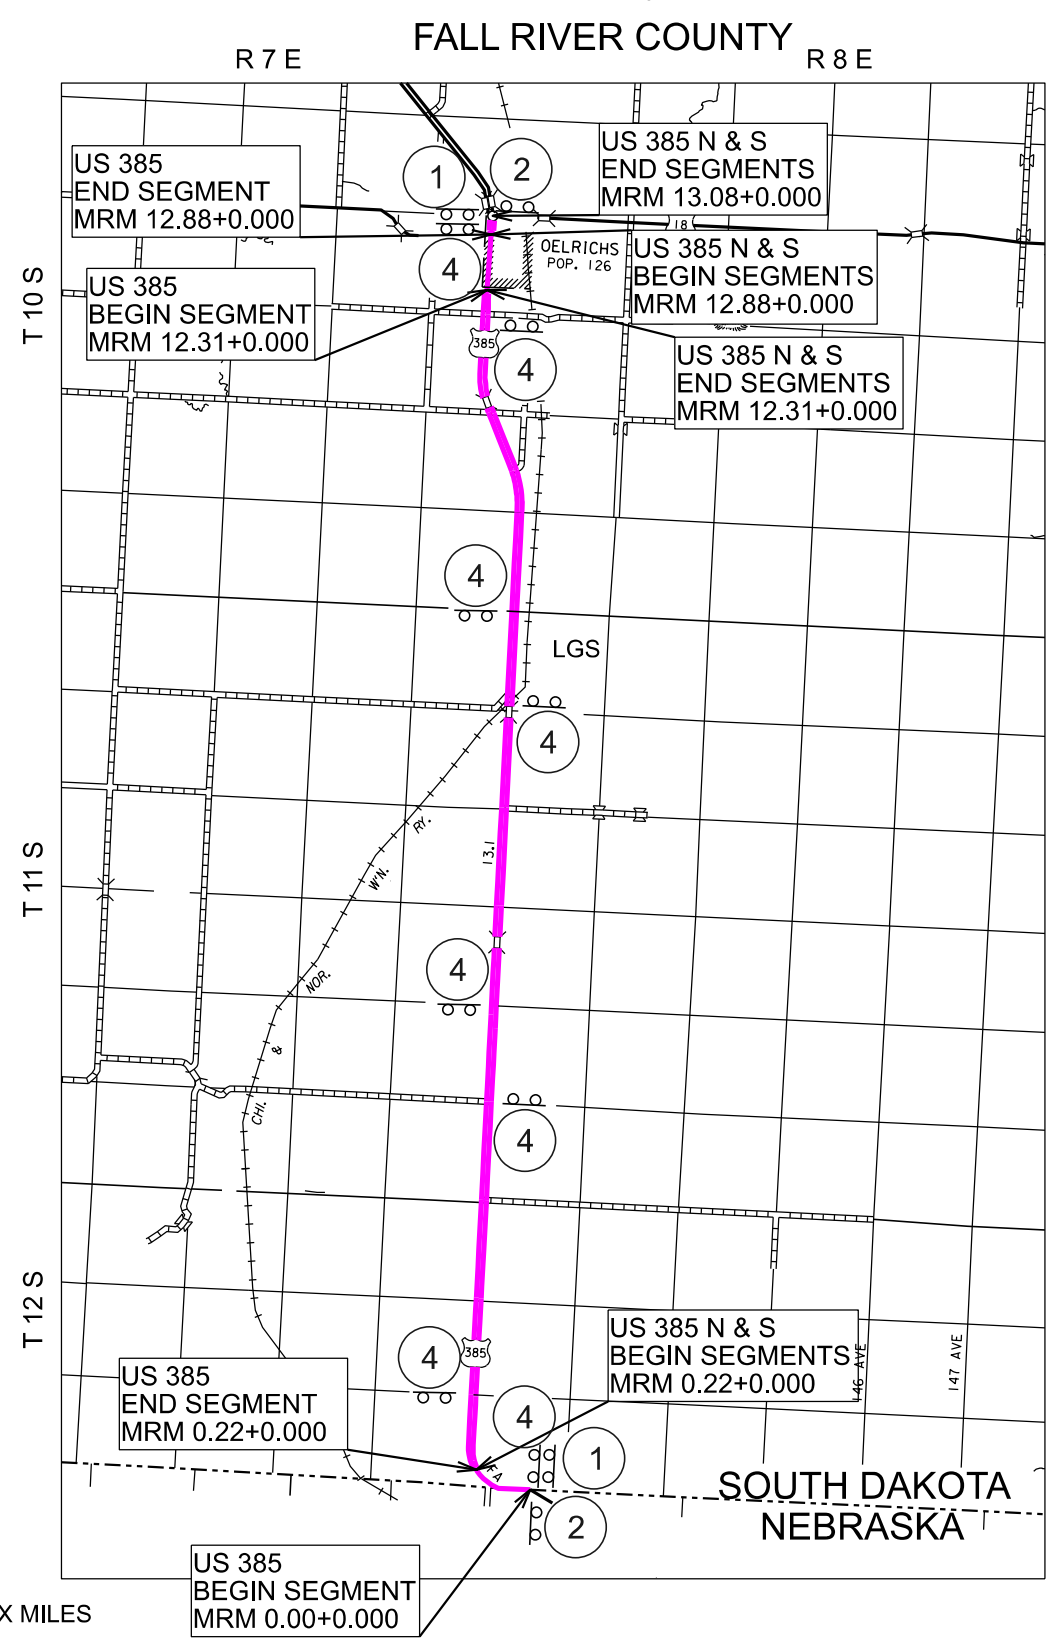 FALL RIVER COUNTY
R 7 E
R 8 E
US 385
END SEGMENT
MRM 12.88+0.000
1
2
US 385 N & S
END SEGMENTS
MRM 13.08+0.000
18
OELRICHS
POP. 126
US 385 N & S
BEGIN SEGMENTS
MRM 12.88+0.000
4
T 10 S
US 385
BEGIN SEGMENT
MRM 12.31+0.000
385
4
US 385 N & S
END SEGMENTS
MRM 12.31+0.000
4
LGS
4
RY.
13.1
W'N.
T 11 S
4
NOR.
&
CHI.
4
T 12 S
US 385 N & S
BEGIN SEGMENTS
MRM 0.22+0.000
4
385
146 AVE
147 AVE
US 385
END SEGMENT
MRM 0.22+0.000
4
1
FA
SOUTH DAKOTA
NEBRASKA
2
US 385
BEGIN SEGMENT
MRM 0.00+0.000
X MILES